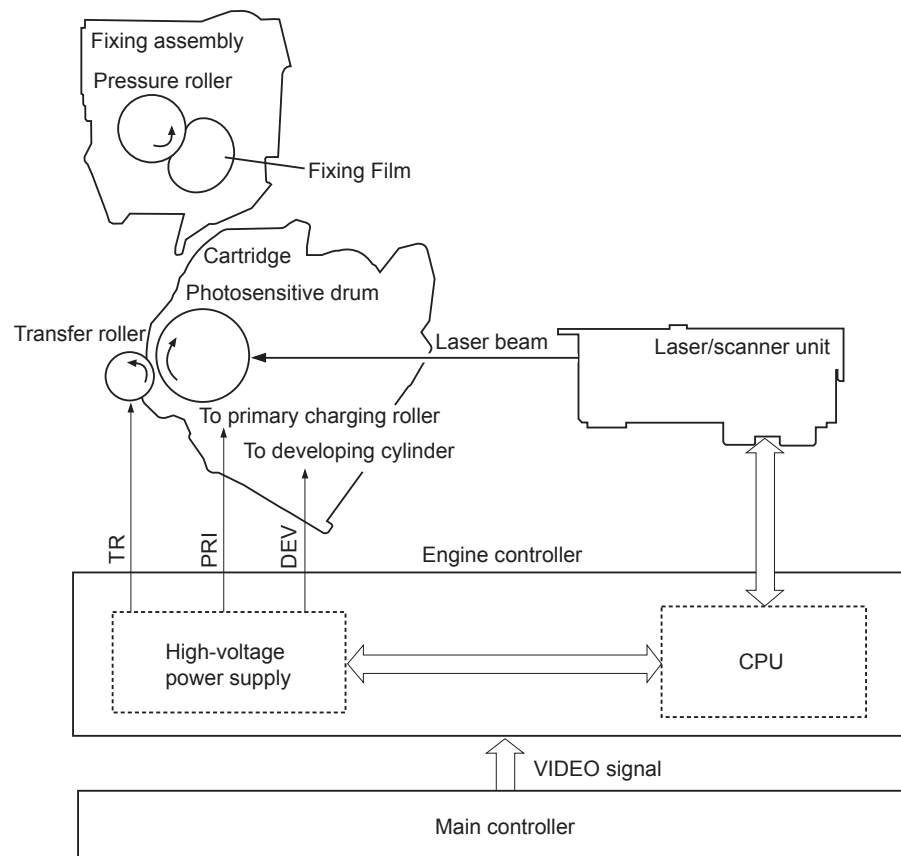 Fixing assembly
Pressure roller
Fixing Film
Cartridge
Photosensitive drum
Transfer roller
Laser beam
Laser/scanner unit
To primary charging roller
To developing cylinder
TR
PRI
DEV
Engine controller
High-voltage
power supply
CPU
VIDEO signal
Main controller